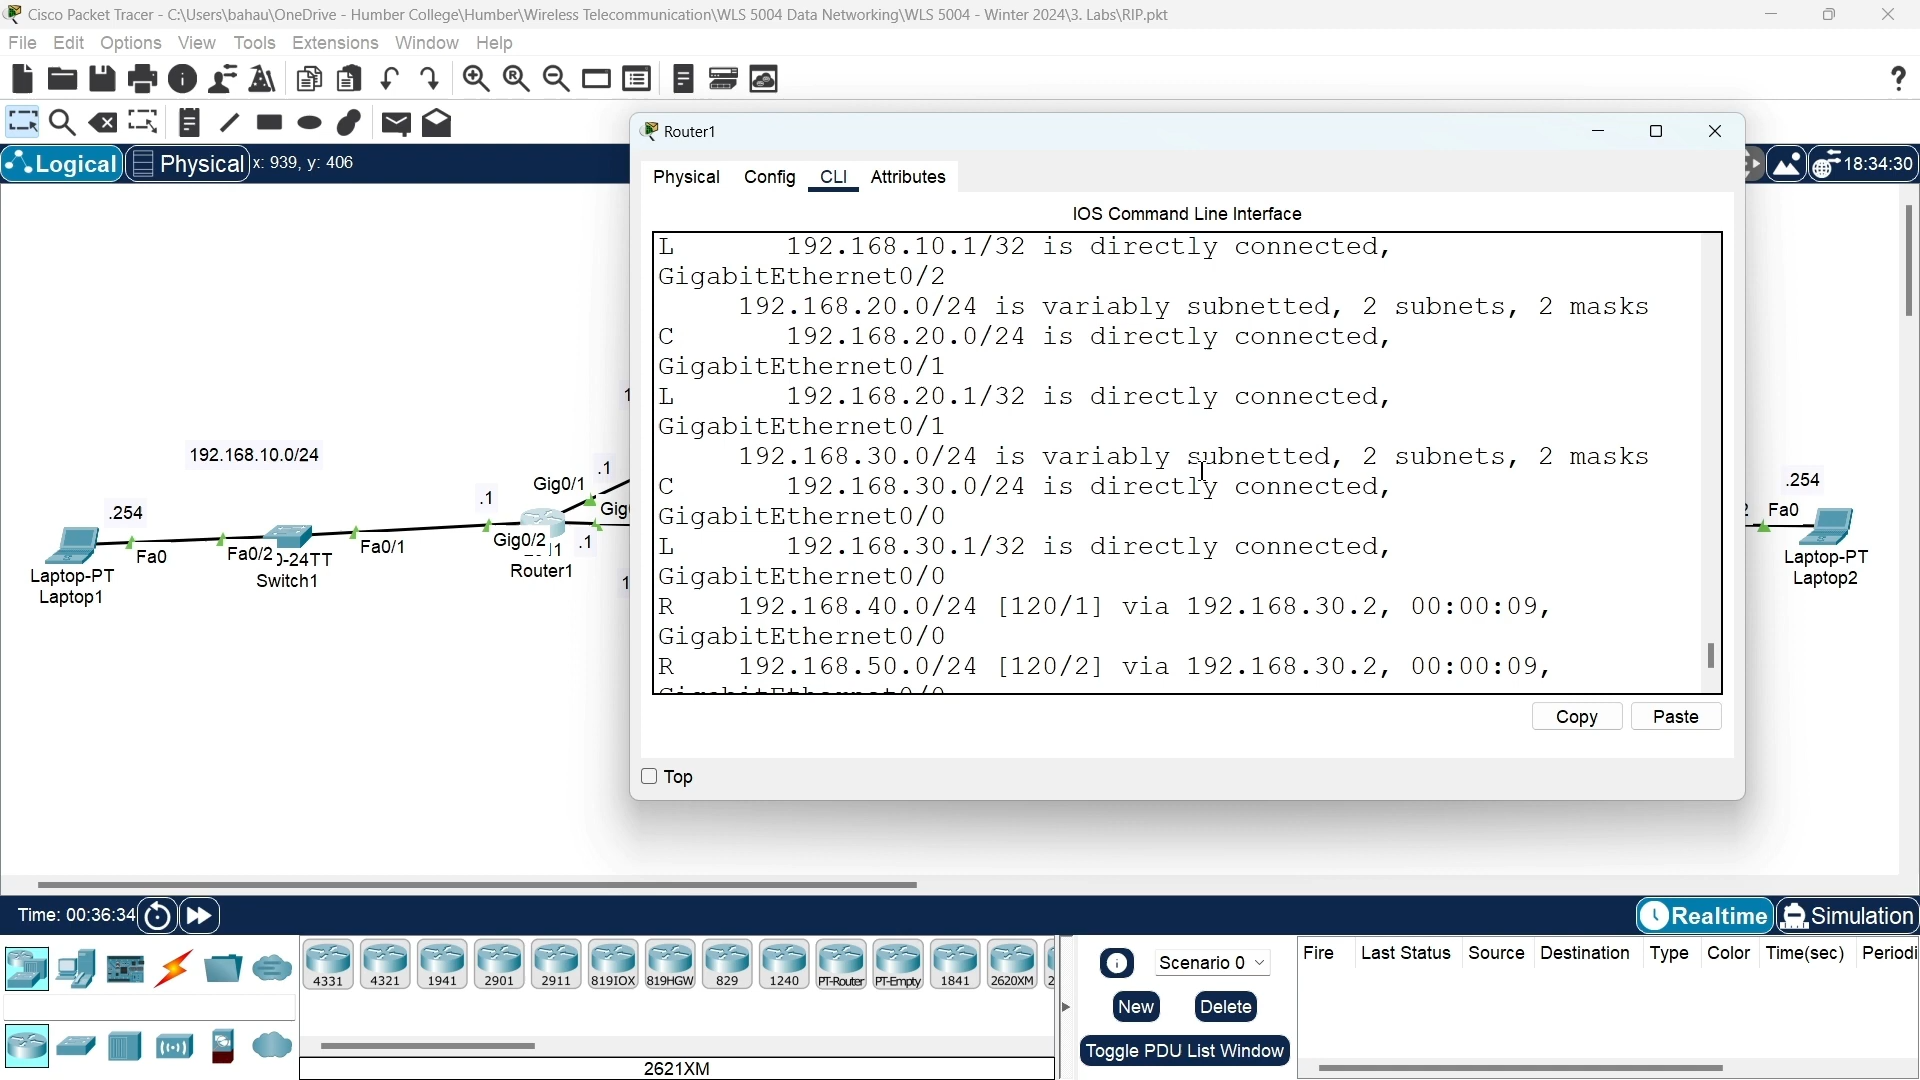 Cisco Packet Tracer - C:\Users\bahau\OneDrive - Humber College\Humber\Wireless Telecommunication\WLS 5004 Data Networking\WLS 5004 - Winter 2024\3. Labs\RIP.pkt
File Edit Options View Tools Extensions Window Help
?
Logical Physical x: 939, y: 406
18:34:30
Router1
Physical Config CLI Attributes
IOS Command Line Interface
L 192.168.10.1/32 is directly connected,
GigabitEthernet0/2
192.168.20.0/24 is variably subnetted, 2 subnets, 2 masks
C 192.168.20.0/24 is directly connected,
GigabitEthernet0/1
L 192.168.20.1/32 is directly connected,
GigabitEthernet0/1
192.168.30.0/24 is variably subnetted, 2 subnets, 2 masks
C 192.168.30.0/24 is directly connected,
GigabitEthernet0/0
L 192.168.30.1/32 is directly connected,
GigabitEthernet0/0
R 192.168.40.0/24 [120/1] via 192.168.30.2, 00:00:09,
GigabitEthernet0/0
R 192.168.50.0/24 [120/2] via 192.168.30.2, 00:00:09,
GigabitEthernet0/0
Copy Paste
Top
192.168.10.0/24
.254
Fa0
Laptop-PT
Laptop1
Fa0/2
-24TT
Switch1
Fa0/1
.1
Gig0/2
Router1
Gig0/1
.1
Gig
.1
.254
Fa0
Laptop-PT
Laptop2
Time: 00:36:34
Realtime Simulation
4331 4321 1941 2901 2911 819IOX 819HGW 829 1240 PT-Router PT-Empty 1841 2620XM
2621XM
Scenario 0
New Delete
Toggle PDU List Window
Fire Last Status Source Destination Type Color Time(sec) Periodi